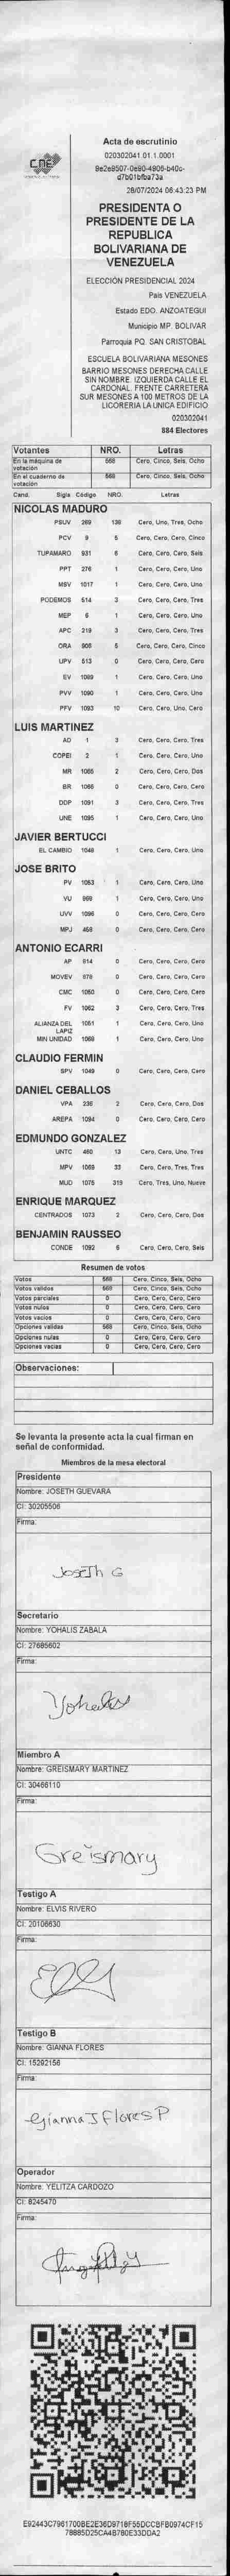 CNE
Acta de escrutinio
020302041.01.1.0001
28/07/2024 06:43:23 PM
PRESIDENTA O
PRESIDENTE DE LA
REPUBLICA
BOLIVARIANA DE
VENEZUELA
ELECCIÓN PRESIDENCIAL 2024
País VENEZUELA
Estado EDO. ANZOATEGUI
Municipio MP. BOLIVAR
Parroquia PQ. SAN CRISTOBAL
ESCUELA BOLIVARIANA MESONES
BARRIO MESONES DERECHA CALLE
SIN NOMBRE. IZQUIERDA CALLE EL
CARDONAL. FRENTE CARRETERA
SUR MESONES A 100 METROS DE LA
LICORERIA LA UNICA EDIFICIO
020302041
884 Electores
Votantes NRO. Letras
En la máquina de votación 568 Cero, Cinco, Seis, Ocho
En el cuaderno de votación 568 Cero, Cinco, Seis, Ocho
Cand. Sigla Código NRO. Letras
NICOLAS MADURO
PSUV 269 138 Cero, Uno, Tres, Ocho
PCV 9 5 Cero, Cero, Cero, Cinco
TUPAMARO 931 6 Cero, Cero, Cero, Seis
PPT 276 1 Cero, Cero, Cero, Uno
MSV 1017 1 Cero, Cero, Cero, Uno
PODEMOS 514 3 Cero, Cero, Cero, Tres
MEP 6 1 Cero, Cero, Cero, Uno
APC 219 3 Cero, Cero, Cero, Tres
ORA 908 5 Cero, Cero, Cero, Cinco
UPV 513 0 Cero, Cero, Cero, Cero
EV 1089 1 Cero, Cero, Cero, Uno
PVV 1090 1 Cero, Cero, Cero, Uno
PFV 1093 10 Cero, Cero, Uno, Cero
LUIS MARTINEZ
AD 1 3 Cero, Cero, Cero, Tres
COPEI 2 1 Cero, Cero, Cero, Uno
MR 1065 2 Cero, Cero, Cero, Dos
BR 1066 0 Cero, Cero, Cero, Cero
DDP 1091 3 Cero, Cero, Cero, Tres
UNE 1095 1 Cero, Cero, Cero, Uno
JAVIER BERTUCCI
EL CAMBIO 1048 1 Cero, Cero, Cero, Uno
JOSE BRITO
PV 1053 1 Cero, Cero, Cero, Uno
VU 969 1 Cero, Cero, Cero, Uno
UVV 1096 0 Cero, Cero, Cero, Cero
MPJ 458 0 Cero, Cero, Cero, Cero
ANTONIO ECARRI
AP 614 0 Cero, Cero, Cero, Cero
MOVEV 979 0 Cero, Cero, Cero, Cero
CMC 1050 0 Cero, Cero, Cero, Cero
FV 1062 3 Cero, Cero, Cero, Tres
ALIANZA DEL LAPIZ 1051 1 Cero, Cero, Cero, Uno
MIN UNIDAD 1068 1 Cero, Cero, Cero, Uno
CLAUDIO FERMIN
SPV 1049 0 Cero, Cero, Cero, Cero
DANIEL CEBALLOS
VPA 236 2 Cero, Cero, Cero, Dos
AREPA 1094 0 Cero, Cero, Cero, Cero
EDMUNDO GONZALEZ
UNTC 460 13 Cero, Cero, Uno, Tres
MPV 1069 33 Cero, Cero, Tres, Tres
MUD 1075 319 Cero, Tres, Uno, Nueve
ENRIQUE MARQUEZ
CENTRADOS 1073 2 Cero, Cero, Cero, Dos
BENJAMIN RAUSSEO
CONDE 1092 6 Cero, Cero, Cero, Seis
Resumen de votos
Votos 568 Cero, Cinco, Seis, Ocho
Votos validos 568 Cero, Cinco, Seis, Ocho
Votos parciales 0 Cero, Cero, Cero, Cero
Votos nulos 0 Cero, Cero, Cero, Cero
Votos vacíos 0 Cero, Cero, Cero, Cero
Opciones validas 568 Cero, Cinco, Seis, Ocho
Opciones nulas 0 Cero, Cero, Cero, Cero
Opciones vacias 0 Cero, Cero, Cero, Cero
Observaciones:
Se levanta la presente acta la cual firman en
señal de conformidad.
Miembros de la mesa electoral
Presidente
Nombre: JOSETH GUEVARA
CI: 30205506
Firma:
Joseth G
Secretario
Nombre: YOHALIS ZABALA
CI: 27685602
Firma:
Yohalis
Miembro A
Nombre: GREISMARY MARTINEZ
CI: 30466110
Firma:
Greismary
Testigo A
Nombre: ELVIS RIVERO
CI: 20106630
Firma:
Testigo B
Nombre: GIANNA FLORES
CI: 15292156
Firma:
Gianna J Flores P
Operador
Nombre: YELITZA CARDOZO
CI: 8245470
Firma: